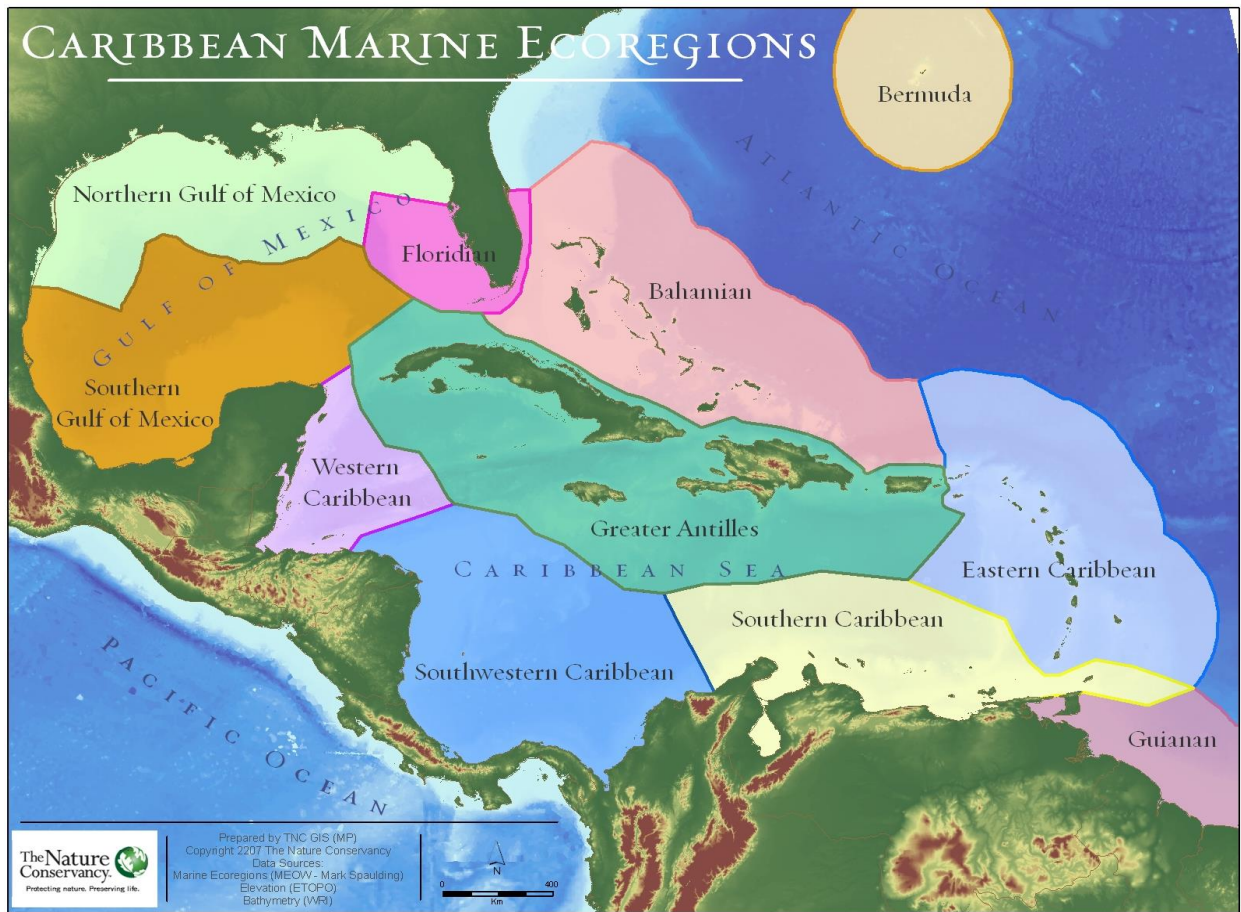 CARIBBEAN MARINE ECOREGIONS
Bermuda
ATLANTIC OCEAN
Northern Gulf of Mexico
GULF OF MEXICO
Floridian
Bahamian
Southern
Gulf of Mexico
Western
Caribbean
Greater Antilles
CARIBBEAN SEA
Eastern Caribbean
Southern Caribbean
Southwestern Caribbean
Guianan
PACIFIC OCEAN
The Nature
Conservancy
Protecting nature. Preserving life.
Prepared by TNC GIS (MP)
Copyright 2207 The Nature Conservancy
Data Sources:
Marine Ecoregions (MEOW - Mark Spaulding)
Elevation (ETOPO)
Bathymetry (WRI)
N
0 400
Km